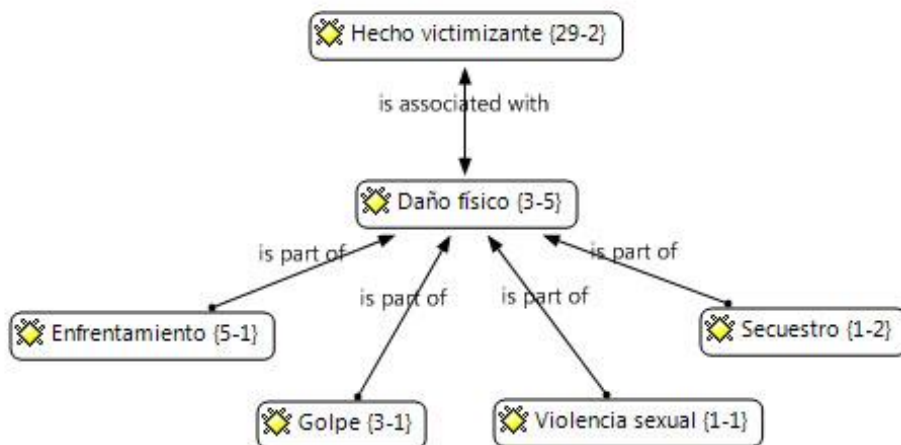 Hecho victimizante {29-2}
is associated with
Daño físico {3-5}
is part of
is part of
is part of
is part of
Enfrentamiento {5-1}
Secuestro {1-2}
Golpe {3-1}
Violencia sexual {1-1}